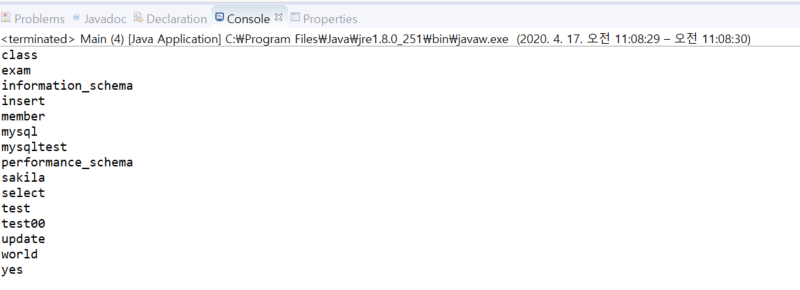 Problems @ Javadoc Declaration Console Properties
<terminated> Main (4) [Java Application] C:₩Program Files₩Java₩jre1.8.0_251₩bin₩javaw.exe (2020. 4. 17. 오전 11:08:29 – 오전 11:08:30)
class
exam
information_schema
insert
member
mysql
mysqltest
performance_schema
sakila
select
test
test00
update
world
yes